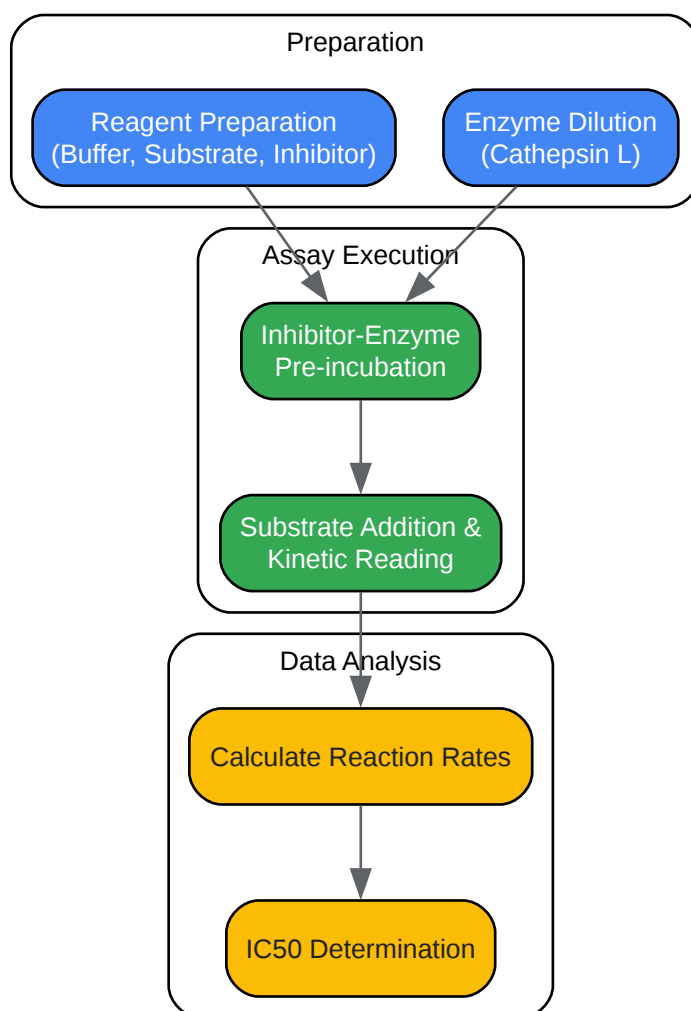 Preparation
Reagent Preparation
(Buffer, Substrate, Inhibitor)
Enzyme Dilution
(Cathepsin L)
Assay Execution
Inhibitor-Enzyme
Pre-incubation
Substrate Addition &
Kinetic Reading
Data Analysis
Calculate Reaction Rates
IC50 Determination